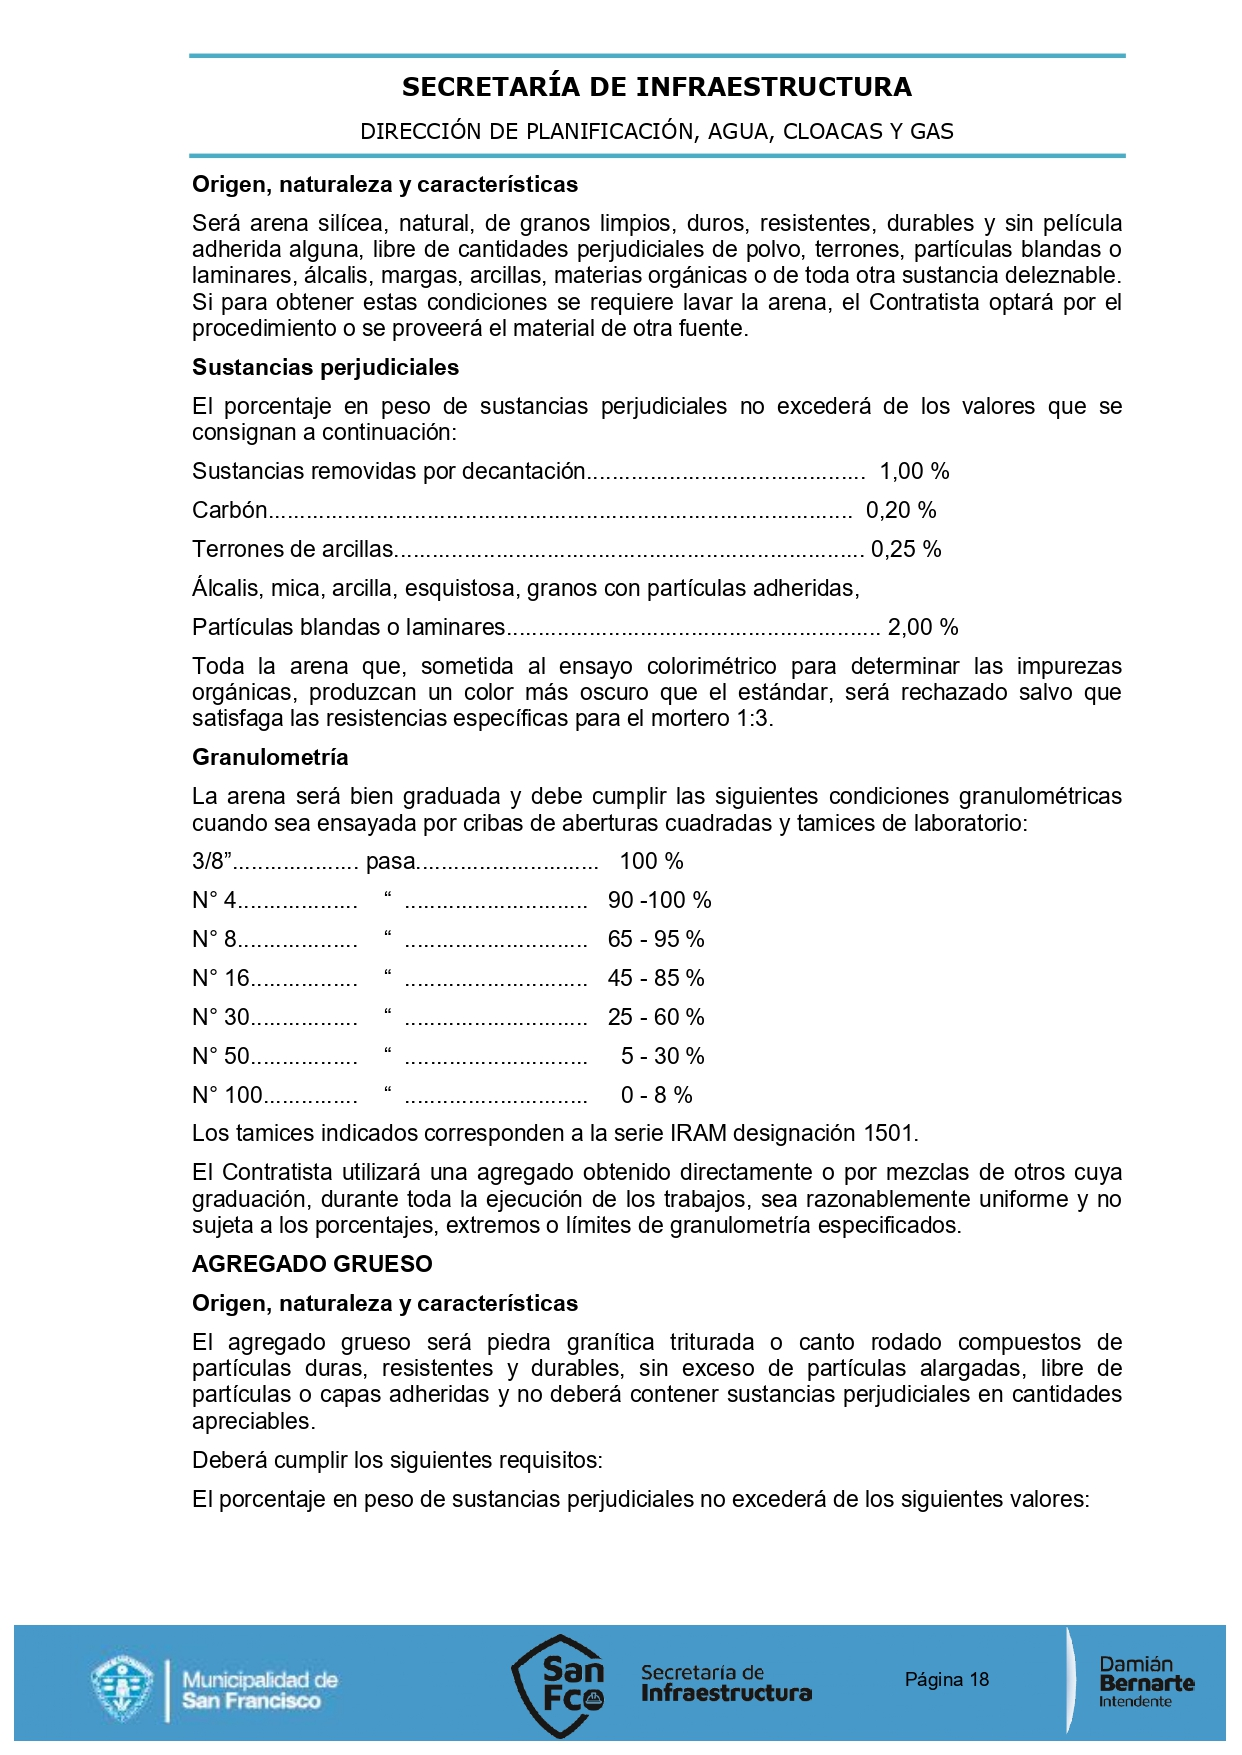 SECRETARÍA DE INFRAESTRUCTURA
DIRECCIÓN DE PLANIFICACIÓN, AGUA, CLOACAS Y GAS
Origen, naturaleza y características
Será arena silícea, natural, de granos limpios, duros, resistentes, durables y sin película
adherida alguna, libre de cantidades perjudiciales de polvo, terrones, partículas blandas o
laminares, álcalis, margas, arcillas, materias orgánicas o de toda otra sustancia deleznable.
Si para obtener estas condiciones se requiere lavar la arena, el Contratista optará por el
procedimiento o se proveerá el material de otra fuente.
Sustancias perjudiciales
El porcentaje en peso de sustancias perjudiciales no excederá de los valores que se
consignan a continuación:
Sustancias removidas por decantación............................................ 1,00 %
Carbón............................................................................................ 0,20 %
Terrones de arcillas.......................................................................... 0,25 %
Álcalis, mica, arcilla, esquistosa, granos con partículas adheridas,
Partículas blandas o laminares........................................................... 2,00 %
Toda la arena que, sometida al ensayo colorimétrico para determinar las impurezas
orgánicas, produzcan un color más oscuro que el estándar, será rechazado salvo que
satisfaga las resistencias específicas para el mortero 1:3.
Granulometría
La arena será bien graduada y debe cumplir las siguientes condiciones granulométricas
cuando sea ensayada por cribas de aberturas cuadradas y tamices de laboratorio:
3/8”.................... pasa............................. 100 %
N° 4................... “ ............................. 90 -100 %
N° 8................... “ ............................. 65 - 95 %
N° 16................. “ ............................. 45 - 85 %
N° 30................. “ ............................. 25 - 60 %
N° 50................. “ ............................. 5 - 30 %
N° 100............... “ ............................. 0 - 8 %
Los tamices indicados corresponden a la serie IRAM designación 1501.
El Contratista utilizará una agregado obtenido directamente o por mezclas de otros cuya
graduación, durante toda la ejecución de los trabajos, sea razonablemente uniforme y no
sujeta a los porcentajes, extremos o límites de granulometría especificados.
AGREGADO GRUESO
Origen, naturaleza y características
El agregado grueso será piedra granítica triturada o canto rodado compuestos de
partículas duras, resistentes y durables, sin exceso de partículas alargadas, libre de
partículas o capas adheridas y no deberá contener sustancias perjudiciales en cantidades
apreciables.
Deberá cumplir los siguientes requisitos:
El porcentaje en peso de sustancias perjudiciales no excederá de los siguientes valores:
Municipalidad de
San Francisco
San
Fco
Secretaría de
Infraestructura
Página 18
Damián
Bernarte
Intendente